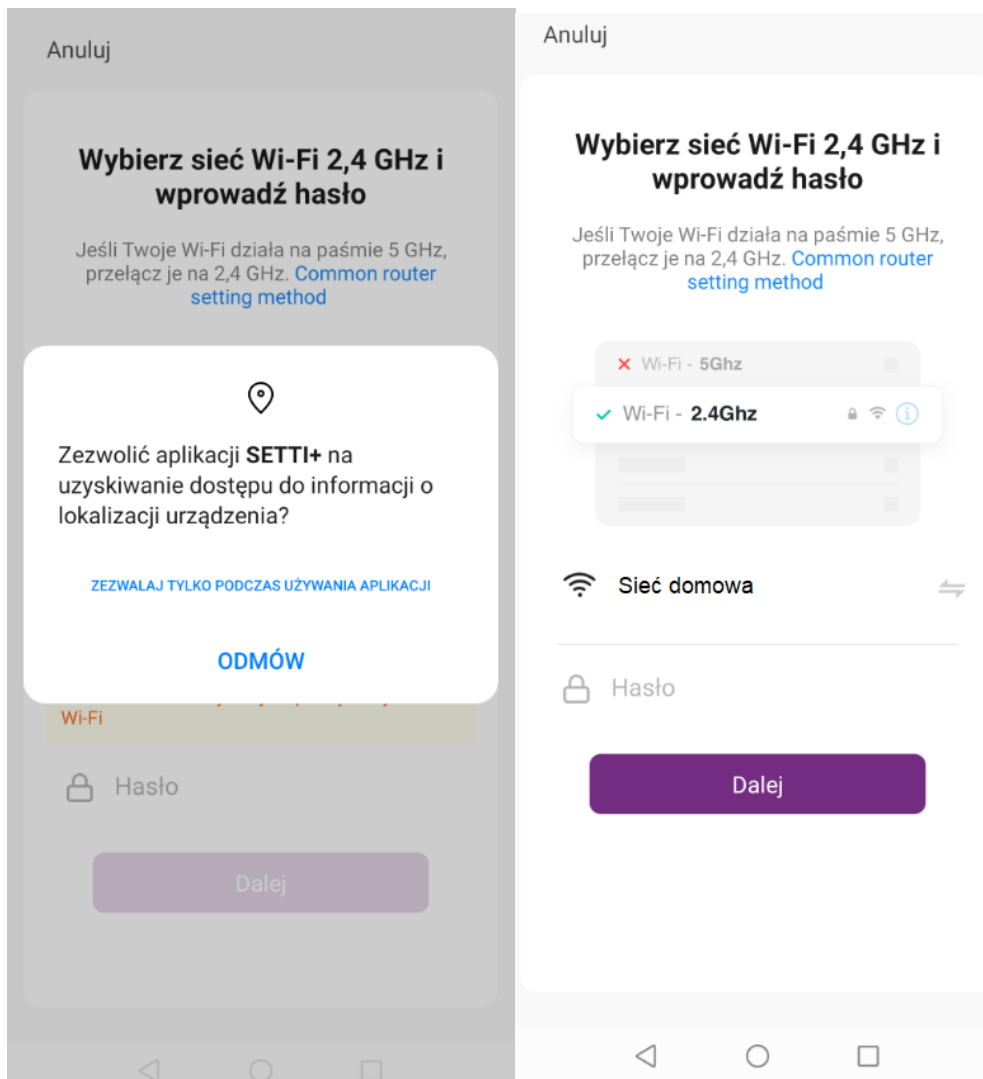 Anuluj
Wybierz sieć Wi-Fi 2,4 GHz i
wprowadź hasło
Jeśli Twoje Wi-Fi działa na paśmie 5 GHz,
przełącz je na 2,4 GHz. Common router
setting method
Zezwolić aplikacji SETTI+ na
uzyskiwanie dostępu do informacji o
lokalizacji urządzenia?
ZEZWALAJ TYLKO PODCZAS UŻYWANIA APLIKACJI
ODMÓW
Wi-Fi
Hasło
Dalej
Anuluj
Wybierz sieć Wi-Fi 2,4 GHz i
wprowadź hasło
Jeśli Twoje Wi-Fi działa na paśmie 5 GHz,
przełącz je na 2,4 GHz. Common router
setting method
Wi-Fi - 5Ghz
Wi-Fi - 2.4Ghz
Sieć domowa
Hasło
Dalej